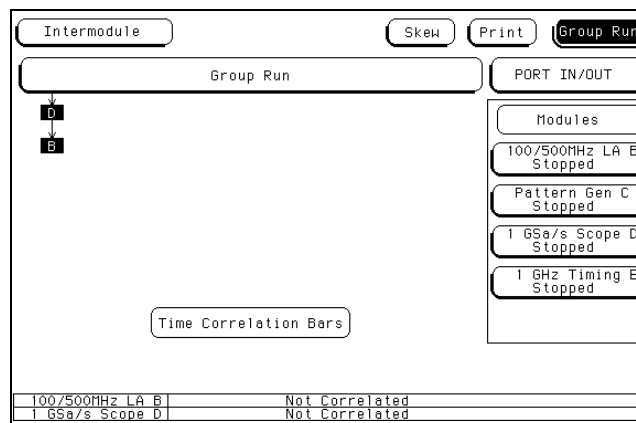 Intermodule
Skew
Print
Group Run
Group Run
PORT IN/OUT
D
B
Modules
100/500MHz LA B
Stopped
Pattern Gen C
Stopped
1 GSa/s Scope D
Stopped
1 GHz Timing E
Stopped
Time Correlation Bars
100/500MHz LA B Not Correlated
1 GSa/s Scope D Not Correlated